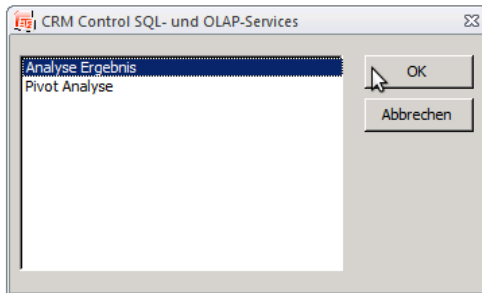 CRM Control SQL- und OLAP-Services
Analyse Ergebnis
Pivot Analyse
OK
Abbrechen